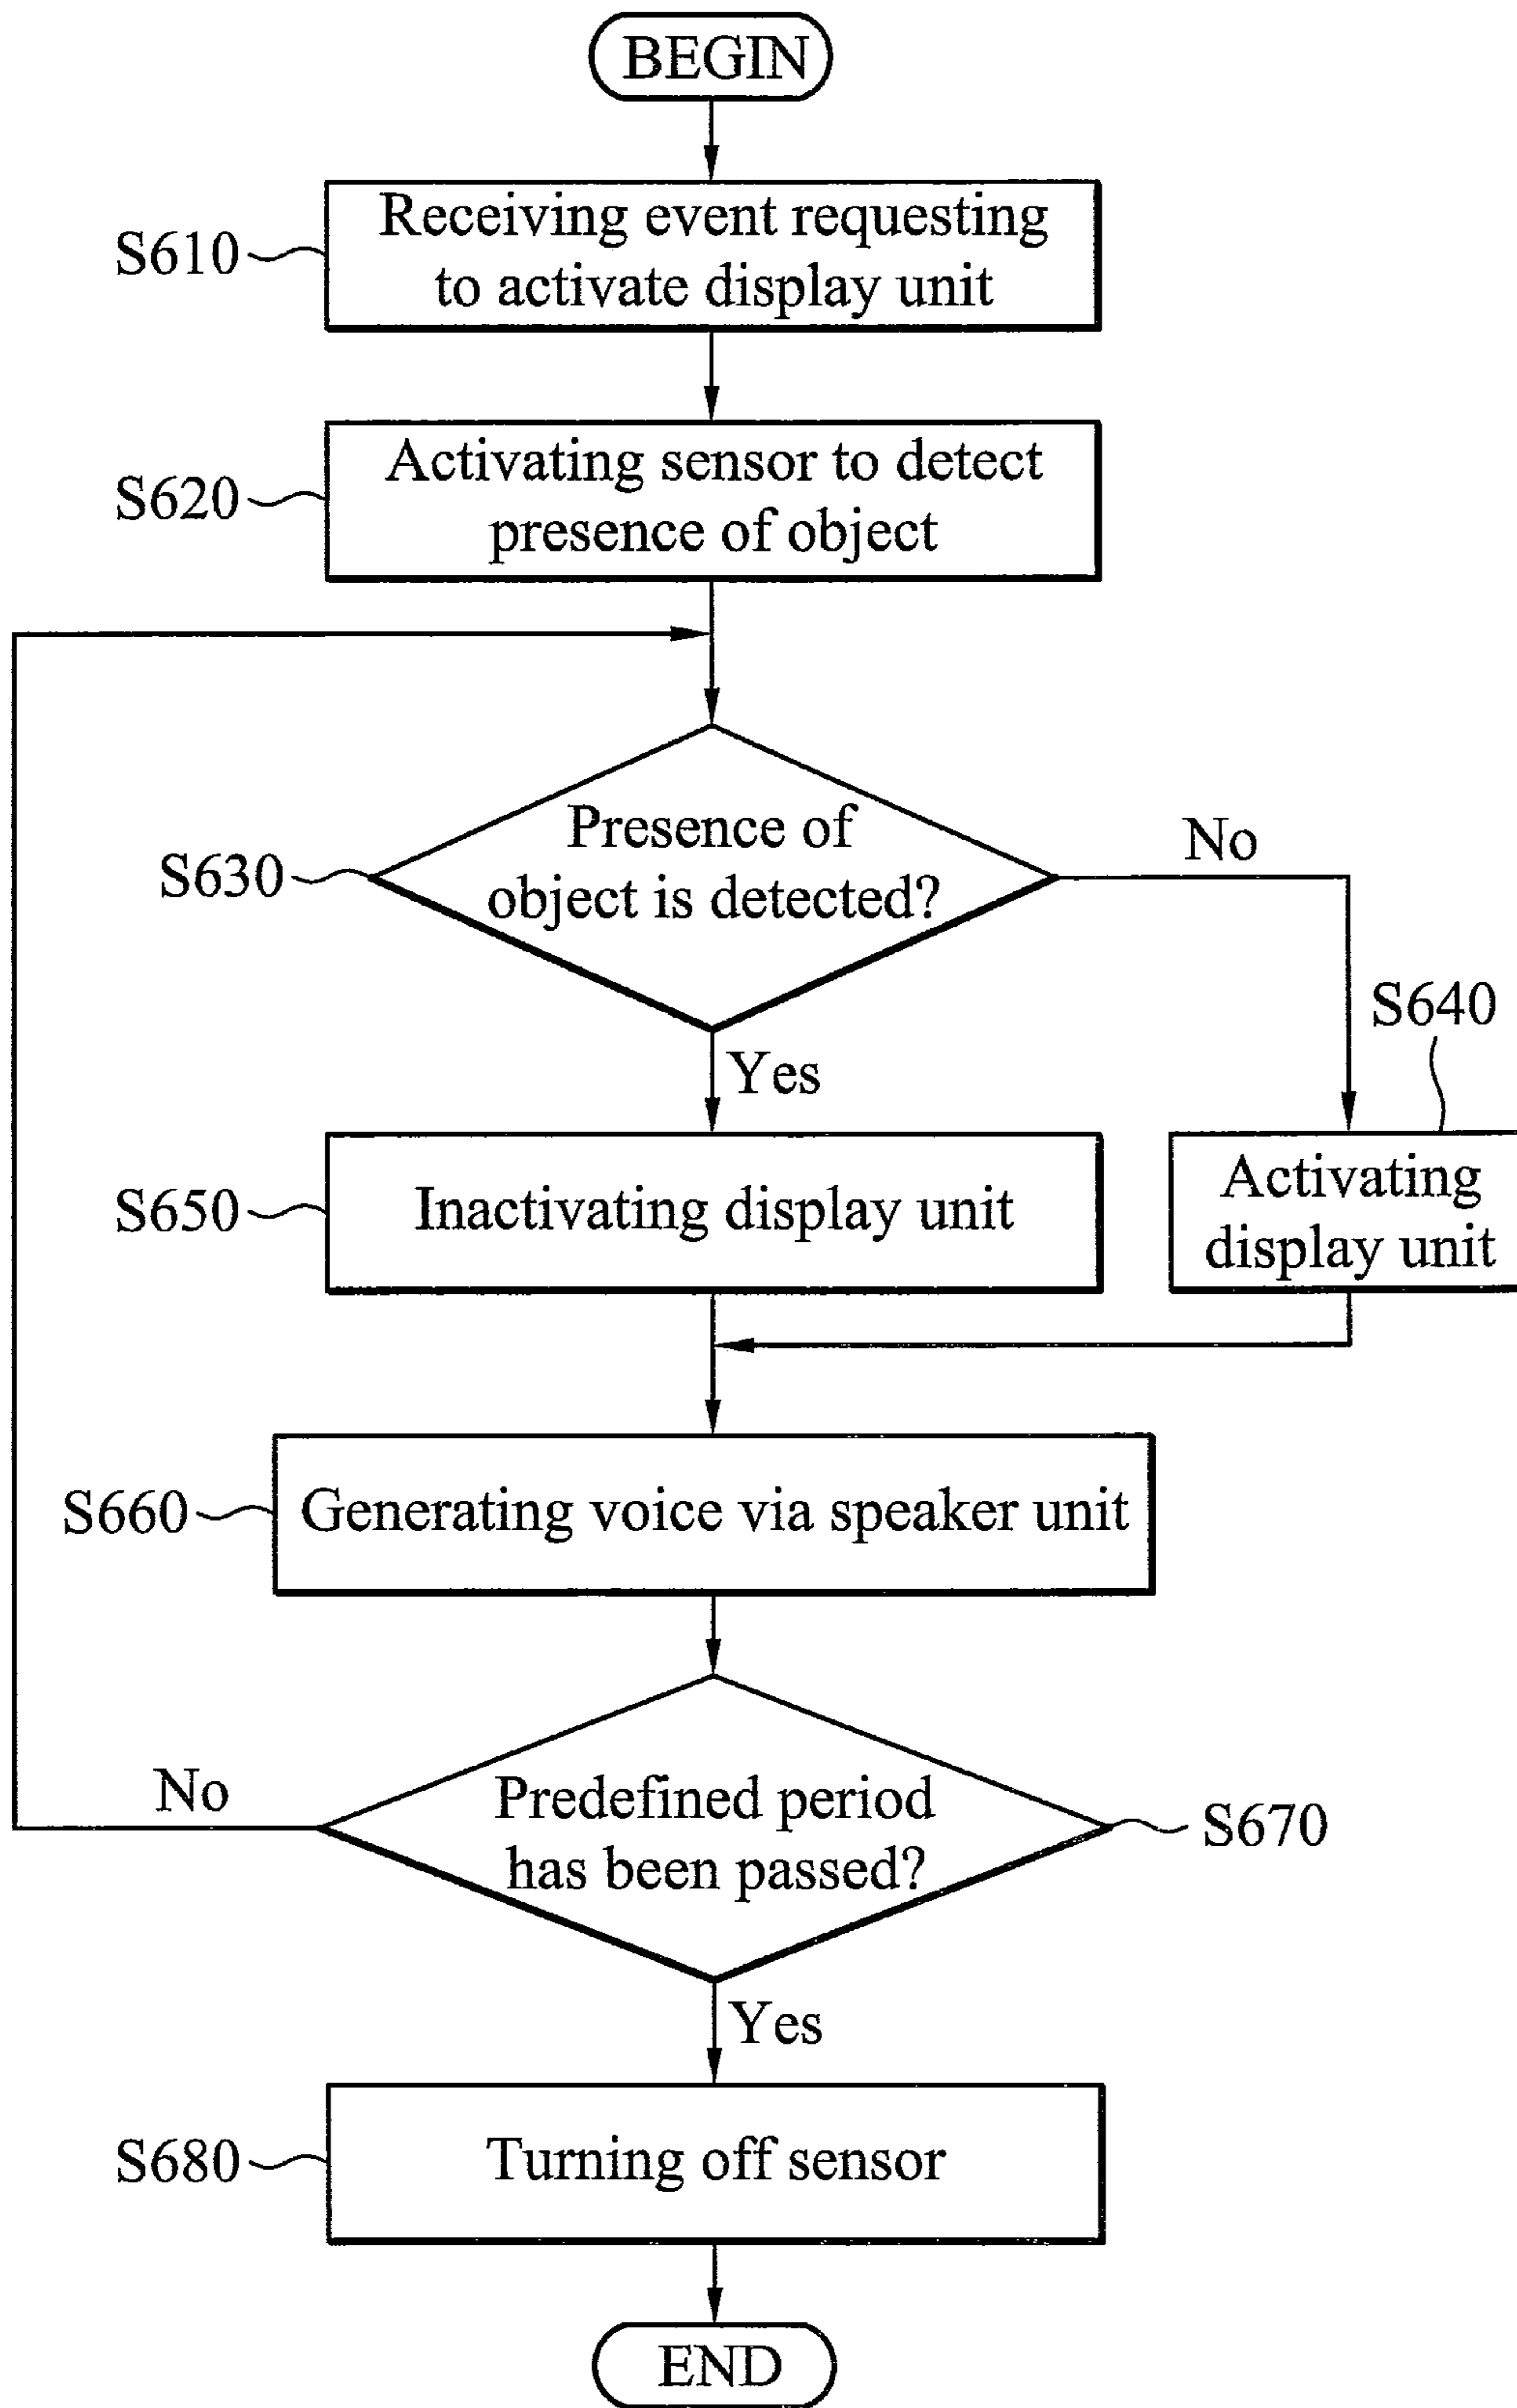 BEGIN
S610
Receiving event requesting
to activate display unit
S620
Activating sensor to detect
presence of object
S630
Presence of
object is detected?
No
Yes
S640
Activating
display unit
S650
Inactivating display unit
S660
Generating voice via speaker unit
No
Predefined period
has been passed?
S670
Yes
S680
Turning off sensor
END